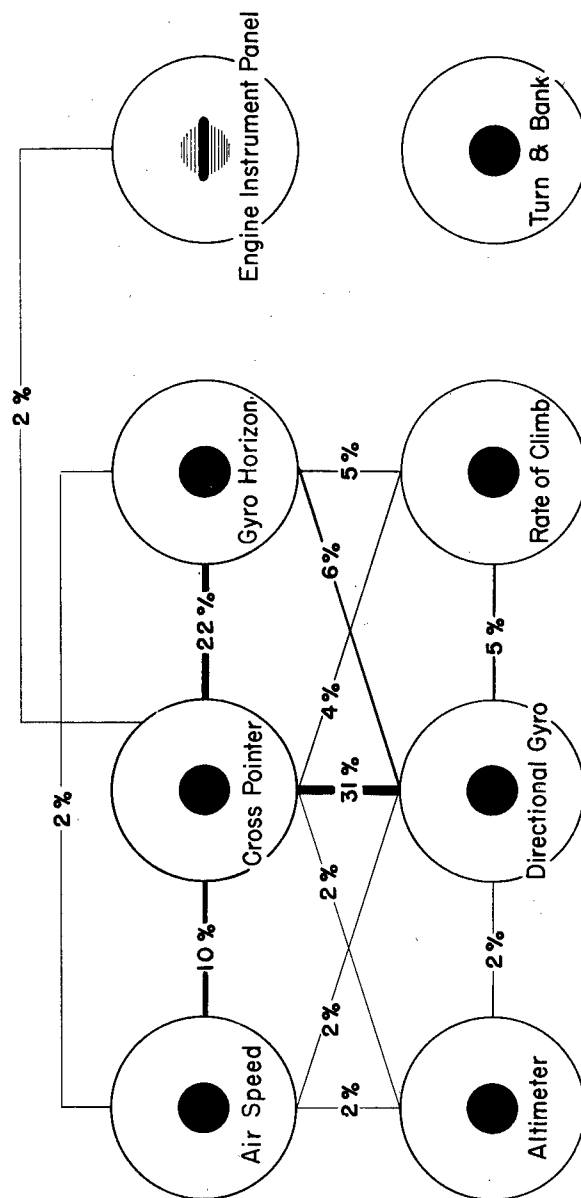 2%
2%
Air Speed
10%
Cross Pointer
22%
Gyro Horizon.
Engine Instrument Panel
2%
2%
2%
31%
4%
6%
5%
Altimeter
2%
Directional Gyro
5%
Rate of Climb
Turn & Bank